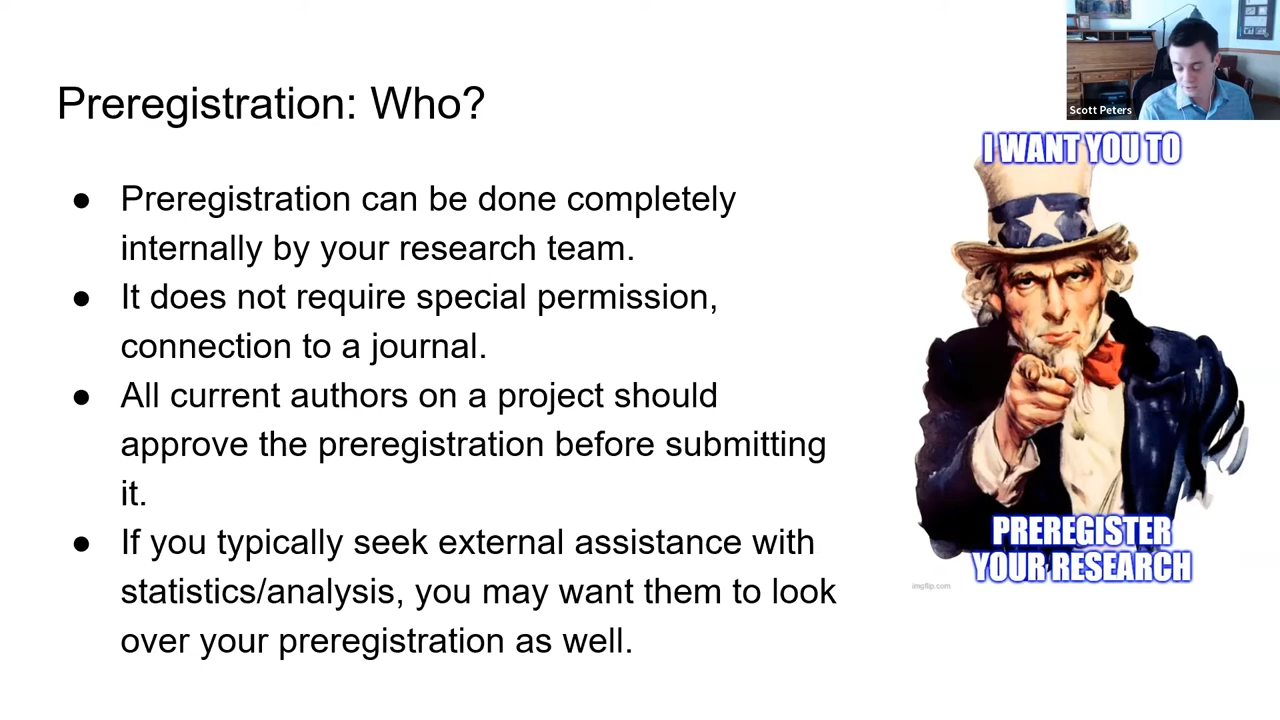 Preregistration: Who?
● Preregistration can be done completely
internally by your research team.
● It does not require special permission,
connection to a journal.
● All current authors on a project should
approve the preregistration before submitting
it.
● If you typically seek external assistance with
statistics/analysis, you may want them to look
over your preregistration as well.
Scott Peters
I WANT YOU TO
PREREGISTER
YOUR RESEARCH
imgflip.com